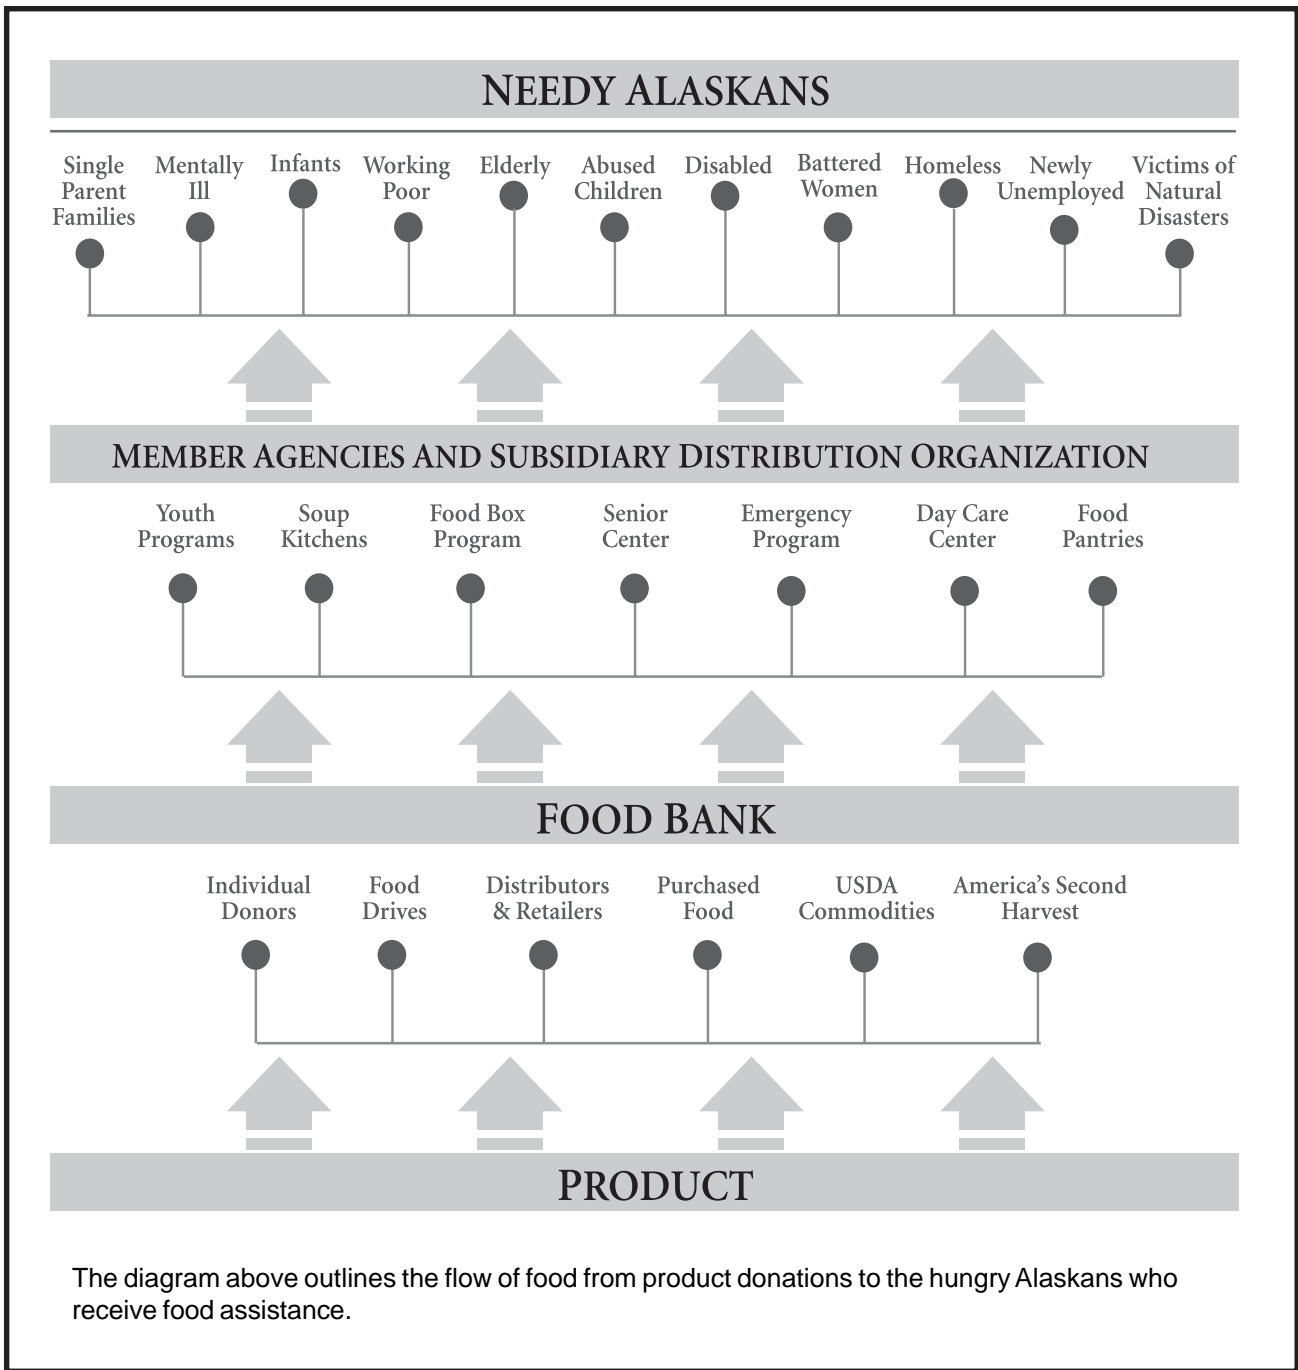 NEEDY ALASKANS
Single
Parent
Families
Mentally
Ill
Infants
Working
Poor
Elderly
Abused
Children
Disabled
Battered
Women
Homeless
Newly
Unemployed
Victims of
Natural
Disasters
MEMBER AGENCIES AND SUBSIDIARY DISTRIBUTION ORGANIZATION
Youth
Programs
Soup
Kitchens
Food Box
Program
Senior
Center
Emergency
Program
Day Care
Center
Food
Pantries
FOOD BANK
Individual
Donors
Food
Drives
Distributors
& Retailers
Purchased
Food
USDA
Commodities
America’s Second
Harvest
PRODUCT
The diagram above outlines the flow of food from product donations to the hungry Alaskans who
receive food assistance.